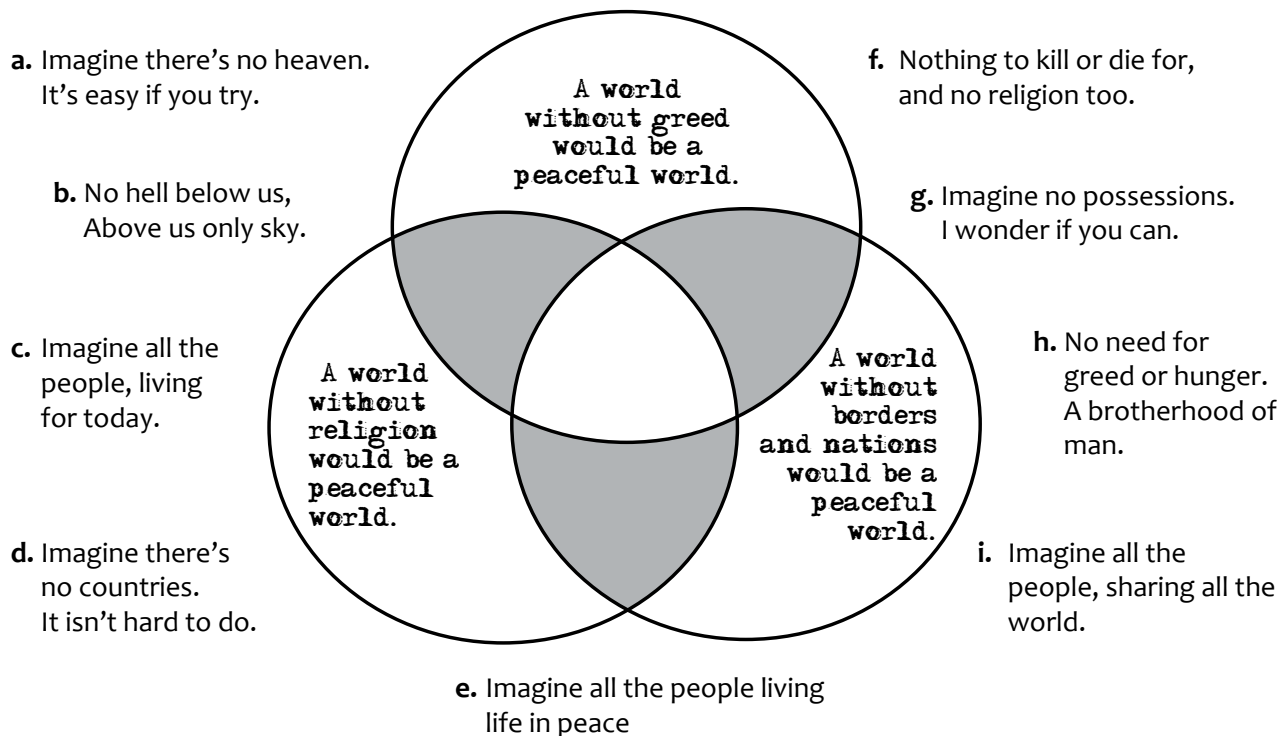 a. Imagine there's no heaven.
It's easy if you try.
b. No hell below us,
Above us only sky.
c. Imagine all the
people, living
for today.
d. Imagine there's
no countries.
It isn't hard to do.
e. Imagine all the people living
life in peace
f. Nothing to kill or die for,
and no religion too.
g. Imagine no possessions.
I wonder if you can.
h. No need for
greed or hunger.
A brotherhood of
man.
i. Imagine all the
people, sharing all the
world.
A world
without greed
would be a
peaceful world.
A world
without
religion
would be a
peaceful
world.
A world
without
borders
and nations
would be a
peaceful
world.